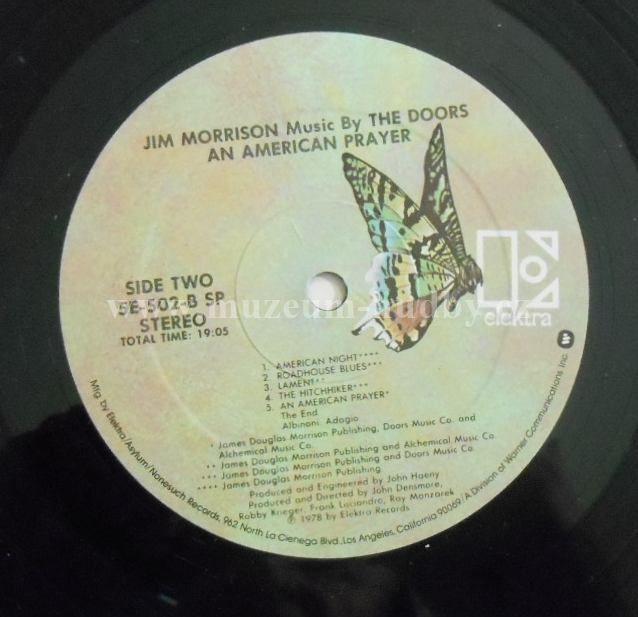 JIM MORRISON Music By THE DOORS
AN AMERICAN PRAYER
elektra
SIDE TWO
5E-502-B SP
STEREO
TOTAL TIME: 19:05
www.muzeum-hudby.cz
1. AMERICAN NIGHT****
2. ROADHOUSE BLUES***
3. LAMENT**
4. THE HITCHHIKER***
5. AN AMERICAN PRAYER*
The End
Albinoni: Adagio
* James Douglas Morrison Publishing, Doors Music Co. and
Alchemical Music Co.
** James Douglas Morrison Publishing and Alchemical Music Co.
*** James Douglas Morrison Publishing and Doors Music Co.
**** James Douglas Morrison Publishing
Produced and Engineered by John Haeny
Produced and Directed by John Densmore,
Robby Krieger, Frank Lisciandro, Ray Manzarek
℗ 1978 by Elektra Records
Mfg. by Elektra/Asylum/Nonesuch Records, 962 North La Cienega Blvd., Los Angeles, California 90069/A Division of Warner Communications Inc.